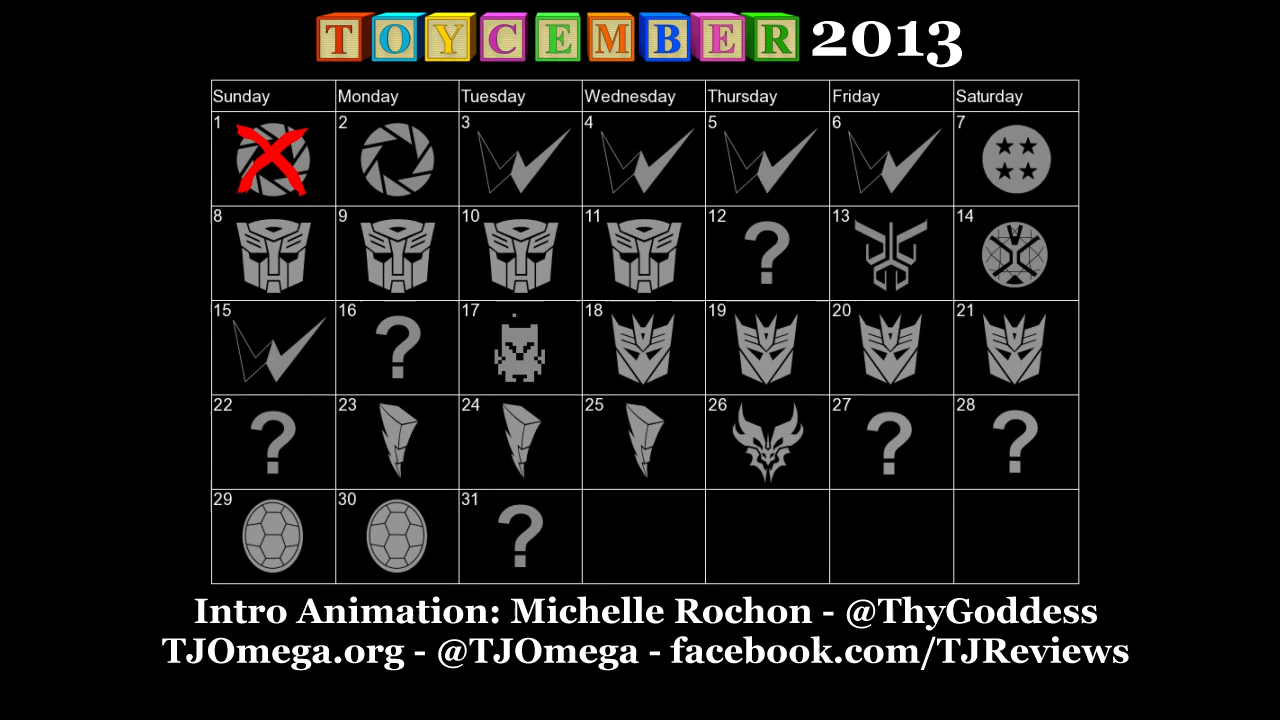 TOYCEMBER 2013
Sunday Monday Tuesday Wednesday Thursday Friday Saturday
1 2 3 4 5 6 7
8 9 10 11 12 ? 13 14
15 16 ? 17 18 19 20 21
22 ? 23 24 25 26 27 ? 28 ?
29 30 31 ?
Intro Animation: Michelle Rochon - @ThyGoddess
TJOmega.org - @TJOmega - facebook.com/TJReviews